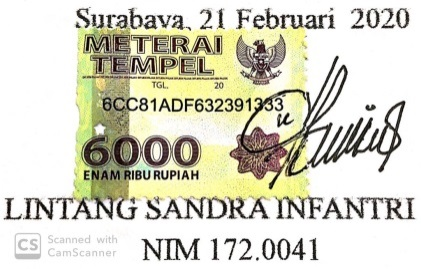 Surabaya, 21 Februari 2020
METERAI
TEMPEL
TGL. 20
6CC81ADF632391333
6000
ENAM RIBU RUPIAH
LINTANG SANDRA INFANTRI
NIM 172.0041
CS Scanned with
CamScanner